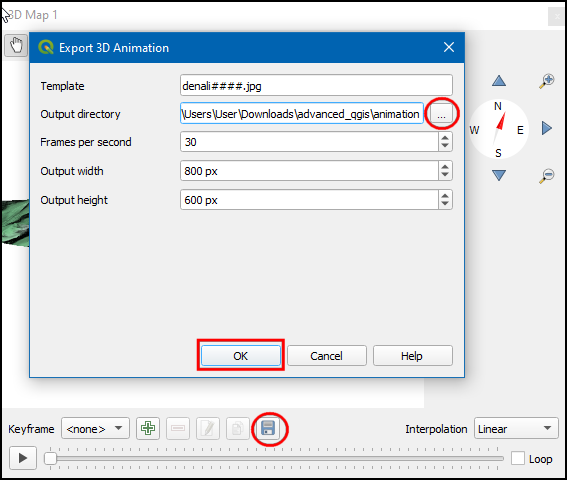 3D Map 1
Export 3D Animation
Template denali####.jpg
Output directory \Users\User\Downloads\advanced_qgis\animation ...
Frames per second 30
Output width 800 px
Output height 600 px
N
W E
S
OK Cancel Help
Keyframe <none> Interpolation Linear
Loop